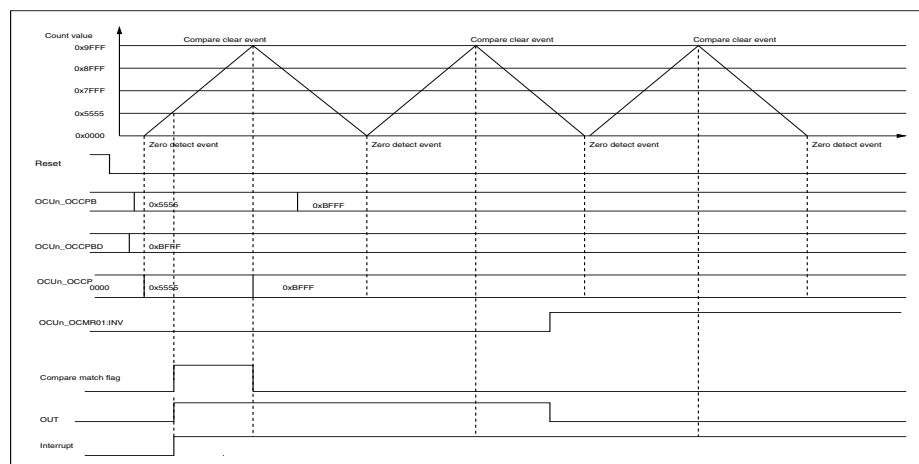 Count value
0x9FFF
Compare clear event
Compare clear event
Compare clear event
0x8FFF
0x7FFF
0x5555
0x0000
Zero detect event
Zero detect event
Zero detect event
Zero detect event
Reset
OCUn_OCCPB
0x5555
0xBFFF
OCUn_OCCPBD
0xBFFF
OCUn_OCCP
0000
0x5555
0xBFFF
OCUn_OCMR01:INV
Compare match flag
OUT
Interrupt